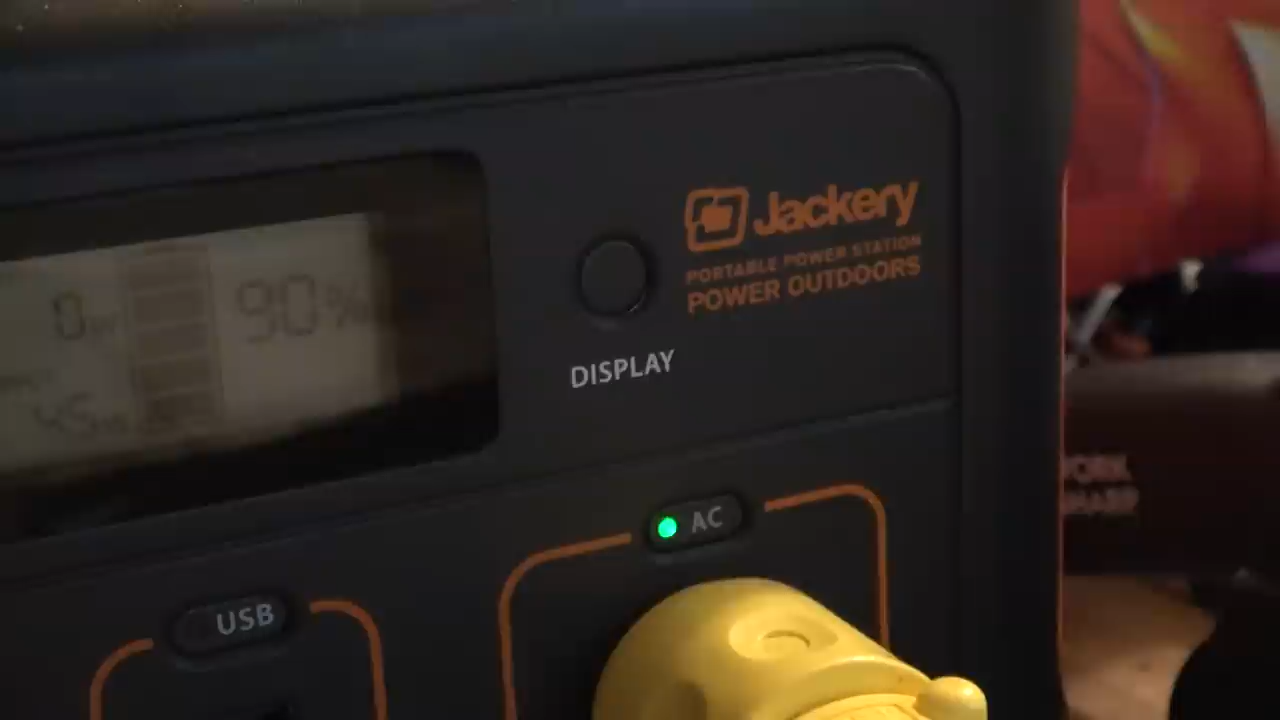 Jackery
PORTABLE POWER STATION
POWER OUTDOORS
90%
DISPLAY
AC
USB